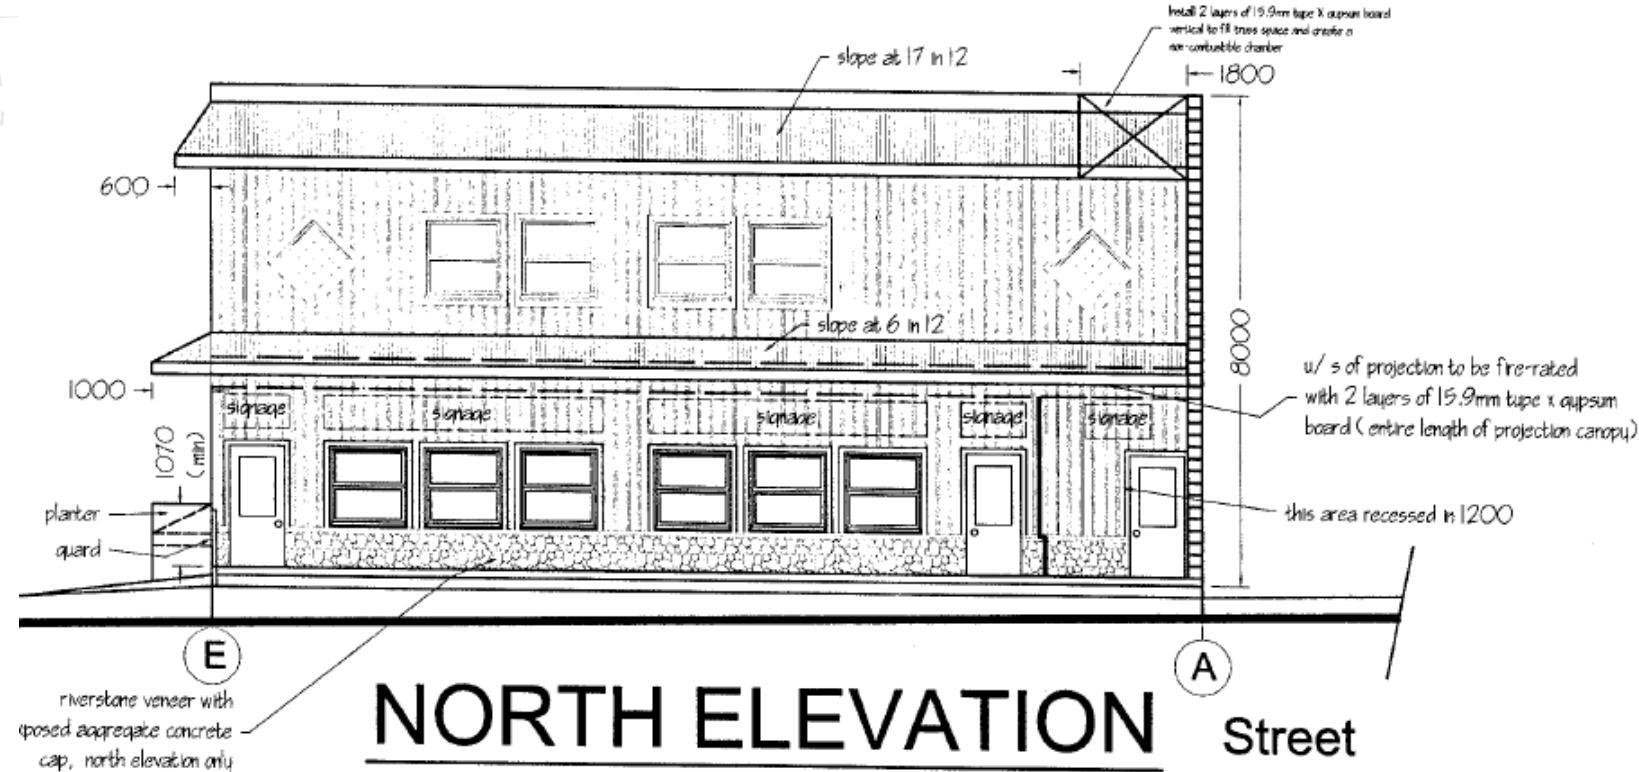 Install 2 layers of 15.9mm type X gypsum board
vertical to fill truss space and create a
non-combustible chamber
slope at 17 in 12
1800
600
slope at 6 in 12
8000
u/ s of projection to be fire-rated
with 2 layers of 15.9mm type x gypsum
board ( entire length of projection canopy)
1000
signage
signage
signage
signage
signage
1070
(min)
planter
guard
this area recessed in 1200
E
A
riverstone veneer with
xposed aggregate concrete
cap, north elevation only
NORTH ELEVATION
Street